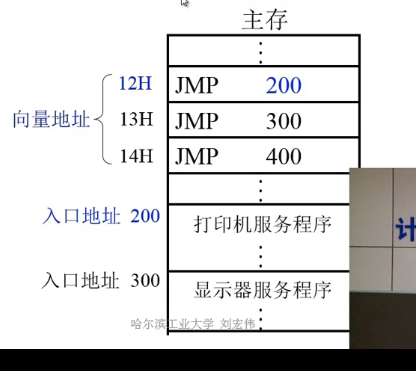 主存
⋮
12H JMP 200
向量地址 13H JMP 300
14H JMP 400
⋮
入口地址 200 打印机服务程序
⋮
入口地址 300 显示器服务程序
哈尔滨工业大学 刘宏伟
⋮
计